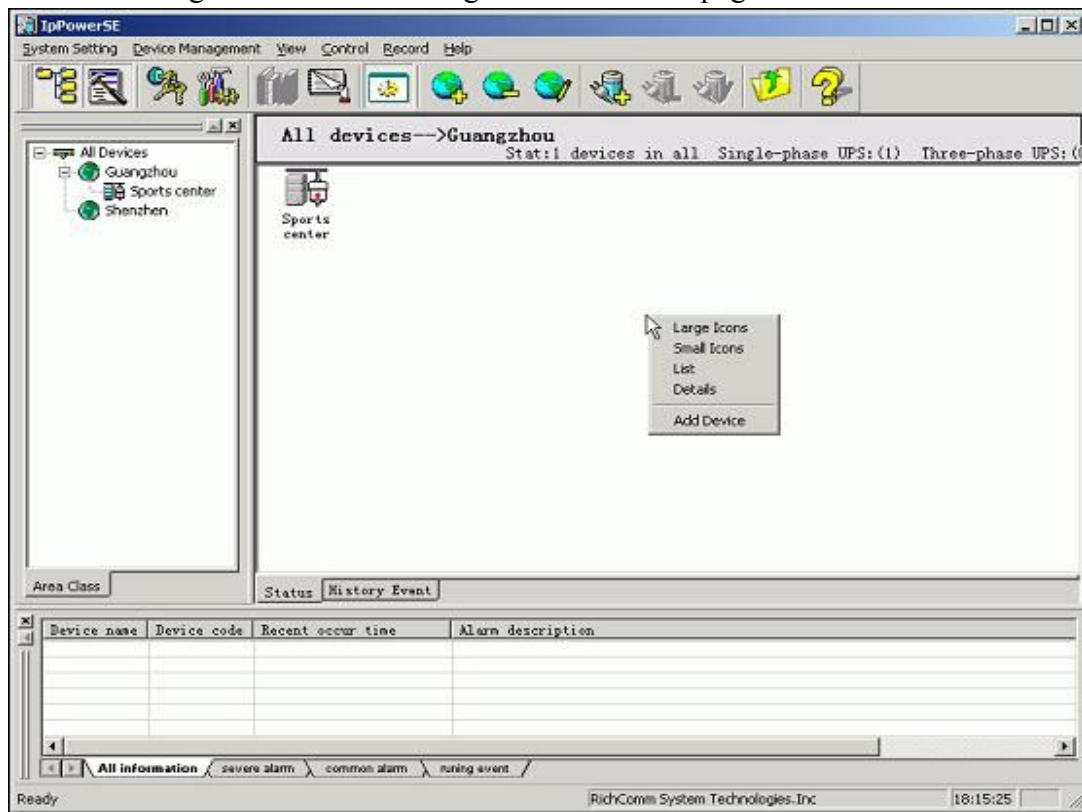 IpPowerSE
System Setting Device Management View Control Record Help
All devices-->Guangzhou
Stat:1 devices in all Single-phase UPS:(1) Three-phase UPS:(
All Devices
Guangzhou
Sports center
Shenzhen
Sports
center
Large Icons
Small Icons
List
Details
Add Device
Area Class
Status History Event
Device name Device code Recent occur time Alarm description
All information severe alarm common alarm runing event
Ready RichComm System Technologies.Inc 18:15:25